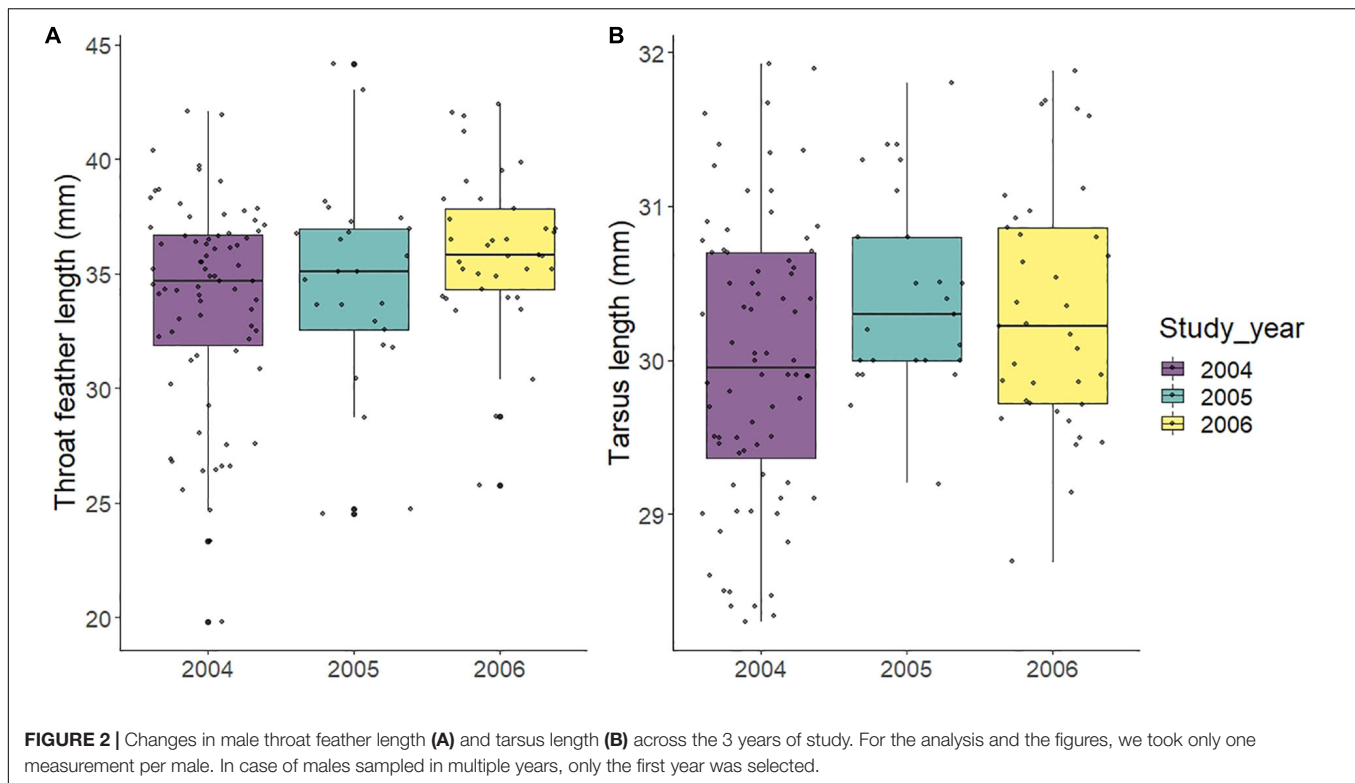 A
B
Throat feather length (mm)
45
40
35
30
25
20
2004 2005 2006
Tarsus length (mm)
32
31
30
29
2004 2005 2006
Study_year
2004
2005
2006
FIGURE 2 | Changes in male throat feather length (A) and tarsus length (B) across the 3 years of study. For the analysis and the figures, we took only one
measurement per male. In case of males sampled in multiple years, only the first year was selected.